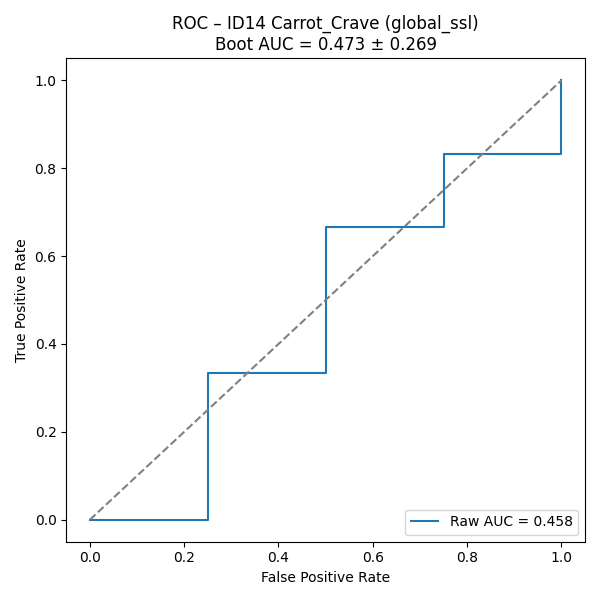 ROC – ID14 Carrot_Crave (global_ssl)
Boot AUC = 0.473 ± 0.269
True Positive Rate
1.0
0.8
0.6
0.4
0.2
0.0
Raw AUC = 0.458
0.0 0.2 0.4 0.6 0.8 1.0
False Positive Rate